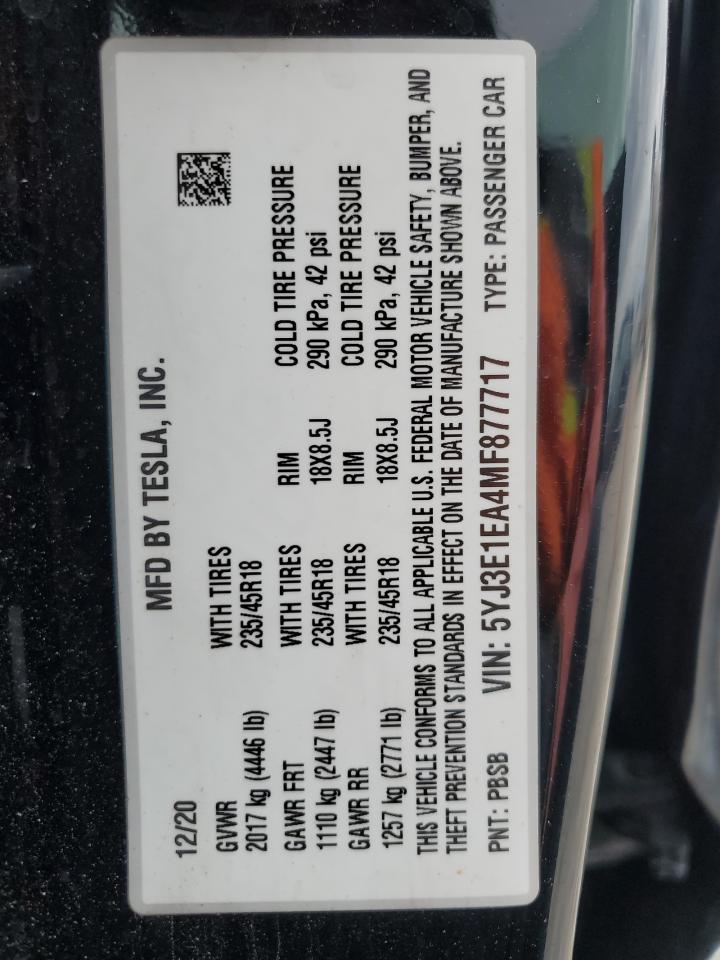 MFD BY TESLA, INC.
12/20
GVWR WITH TIRES
2017 kg (4446 lb) 235/45R18
GAWR FRT WITH TIRES RIM COLD TIRE PRESSURE
1110 kg (2447 lb) 235/45R18 18X8.5J 290 kPa, 42 psi
GAWR RR WITH TIRES RIM COLD TIRE PRESSURE
1257 kg (2771 lb) 235/45R18 18X8.5J 290 kPa, 42 psi
THIS VEHICLE CONFORMS TO ALL APPLICABLE U.S. FEDERAL MOTOR VEHICLE SAFETY, BUMPER, AND
THEFT PREVENTION STANDARDS IN EFFECT ON THE DATE OF MANUFACTURE SHOWN ABOVE.
PNT: PBSB VIN: 5YJ3E1EA4MF877717 TYPE: PASSENGER CAR